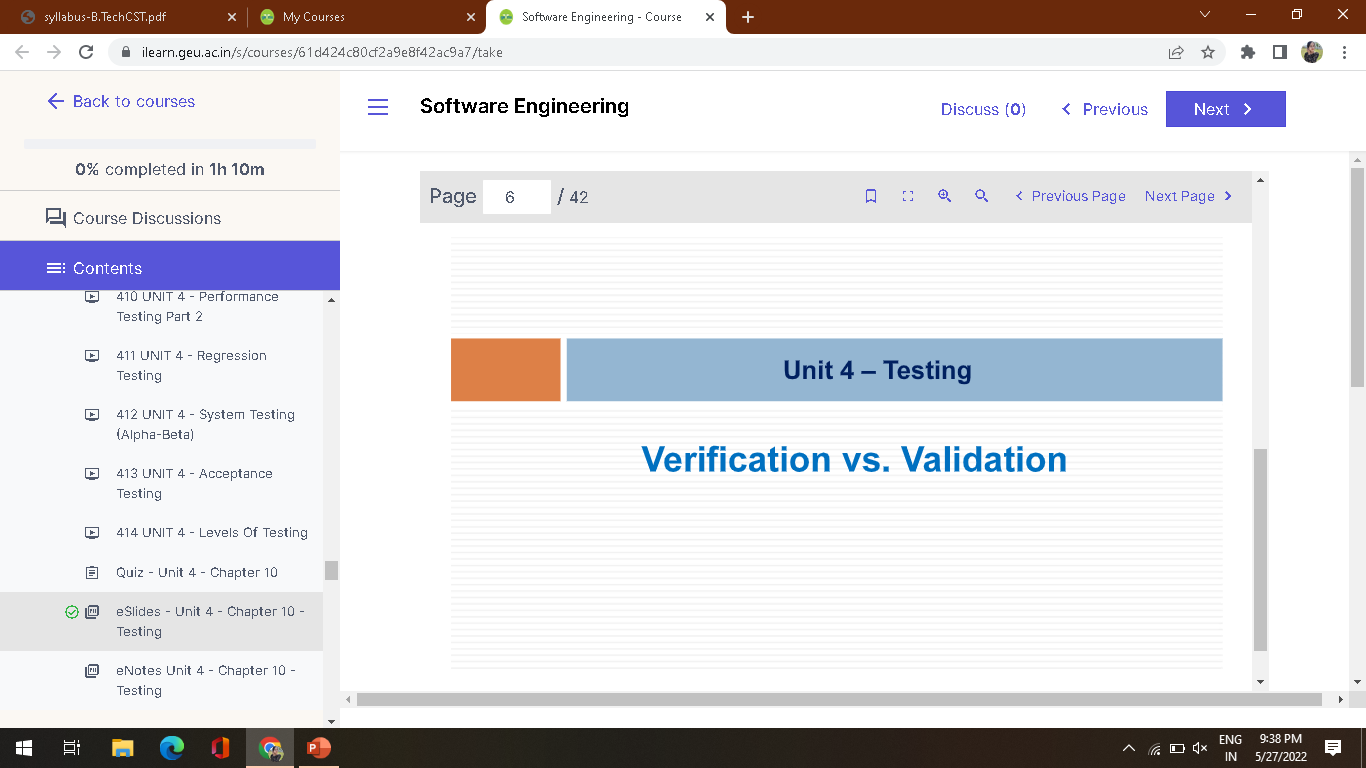 syllabus-B.TechCST.pdf
My Courses
Software Engineering - Course
ilearn.geu.ac.in/s/courses/61d424c80cf2a9e8f42ac9a7/take
Back to courses
0% completed in 1h 10m
Course Discussions
Contents
410 UNIT 4 - Performance
Testing Part 2
411 UNIT 4 - Regression
Testing
412 UNIT 4 - System Testing
(Alpha-Beta)
413 UNIT 4 - Acceptance
Testing
414 UNIT 4 - Levels Of Testing
Quiz - Unit 4 - Chapter 10
eSlides - Unit 4 - Chapter 10 -
Testing
eNotes Unit 4 - Chapter 10 -
Testing
Software Engineering
Discuss (0)
Previous
Next
Page 6 / 42
Previous Page
Next Page
Unit 4 – Testing
Verification vs. Validation
ENG
IN
9:38 PM
5/27/2022